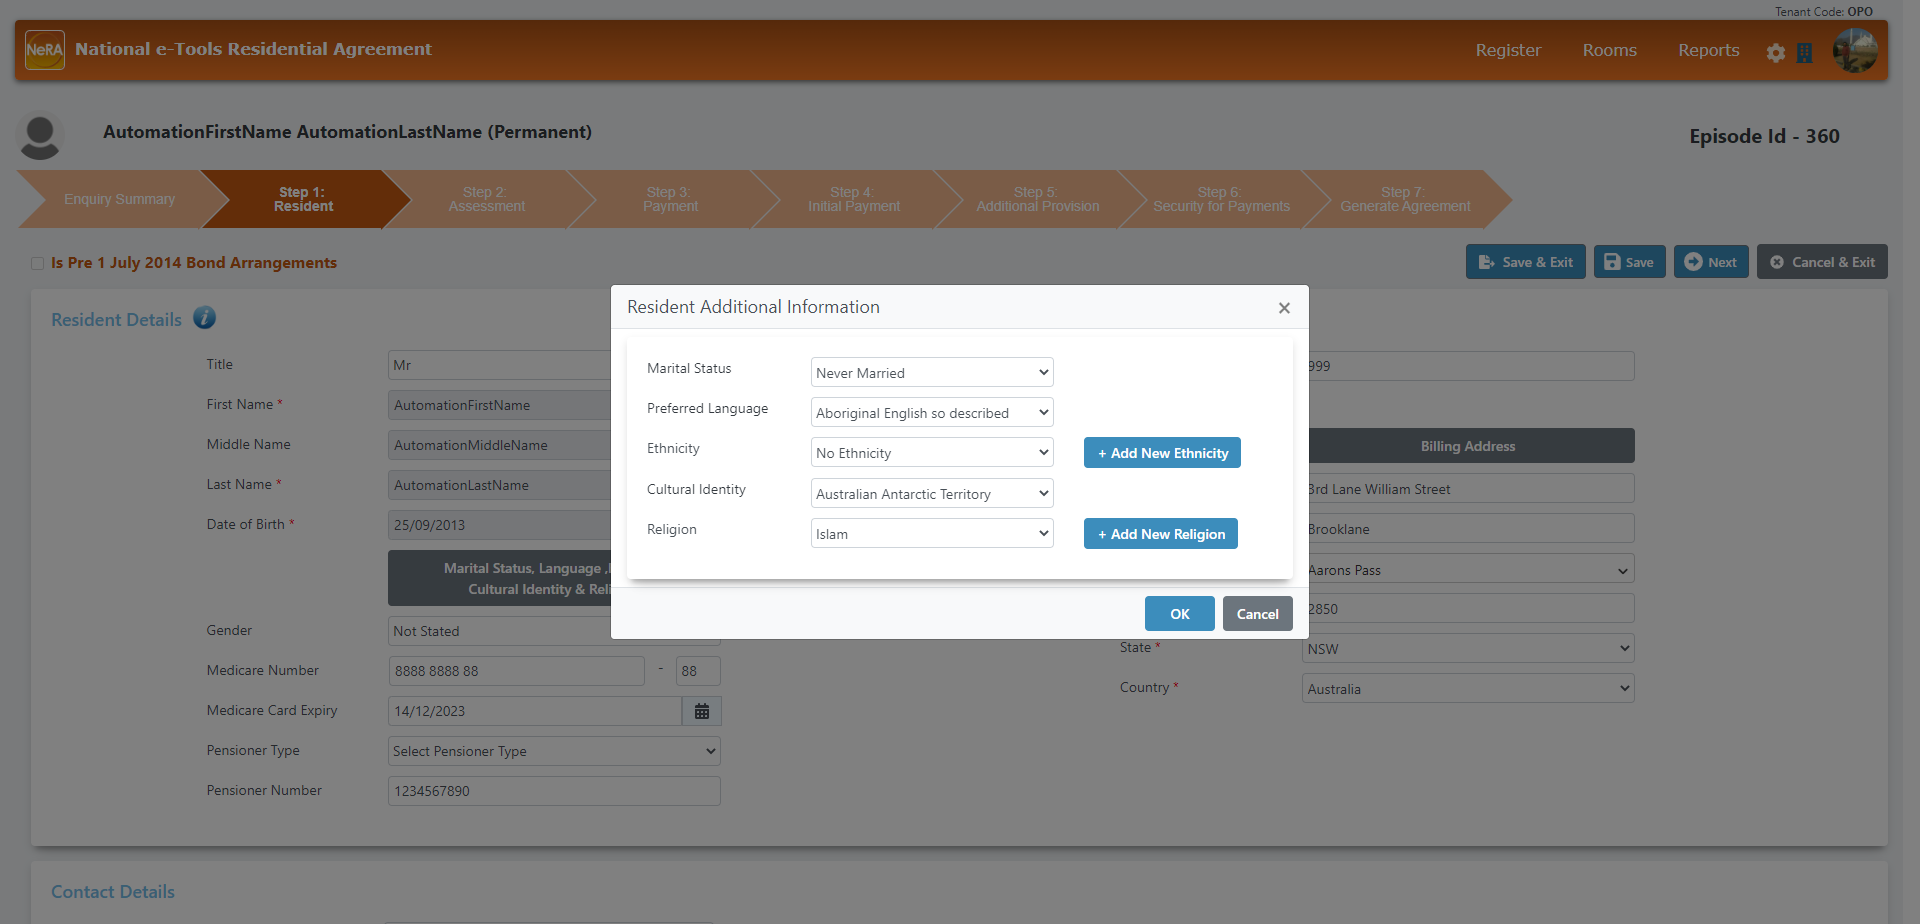 Tenant Code: OPO
NeRA National e-Tools Residential Agreement
Register Rooms Reports
AutomationFirstName AutomationLastName (Permanent)
Episode Id - 360
Enquiry Summary
Step 1:
Resident
Step 2:
Assessment
Step 3:
Payment
Step 4:
Initial Payment
Step 5:
Additional Provision
Step 6:
Security for Payments
Step 7:
Generate Agreement
Is Pre 1 July 2014 Bond Arrangements
Save & Exit Save Next Cancel & Exit
Resident Details i
Title Mr
First Name * AutomationFirstName
Middle Name AutomationMiddleName
Last Name * AutomationLastName
Date of Birth * 25/09/2013
Marital Status, Language ,
Cultural Identity & Reli
Gender Not Stated
Medicare Number 8888 8888 88 - 88
Medicare Card Expiry 14/12/2023
Pensioner Type Select Pensioner Type
Pensioner Number 1234567890
Resident Additional Information ×
Marital Status Never Married
Preferred Language Aboriginal English so described
Ethnicity No Ethnicity + Add New Ethnicity
Cultural Identity Australian Antarctic Territory
Religion Islam + Add New Religion
OK Cancel
999
Billing Address
3rd Lane William Street
Brooklane
Aarons Pass
2850
State * NSW
Country * Australia
Contact Details